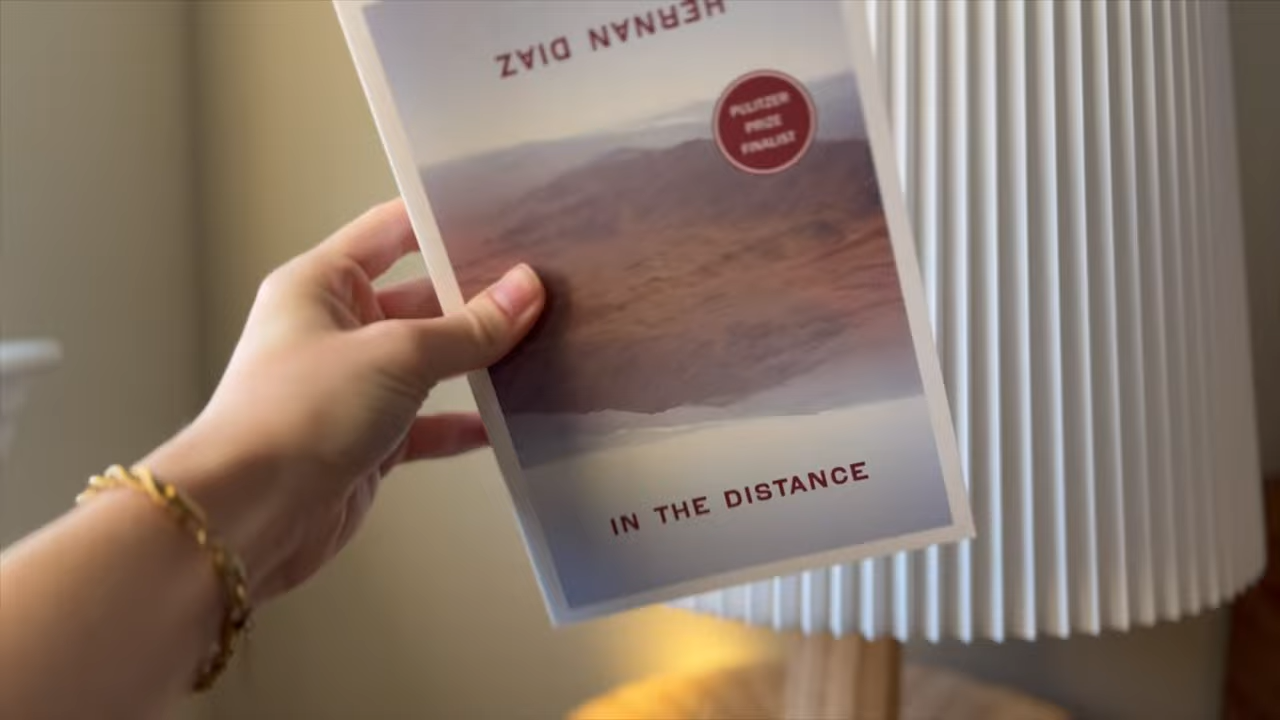 HERNAN DIAZ
PULITZER
PRIZE
FINALIST
IN THE DISTANCE